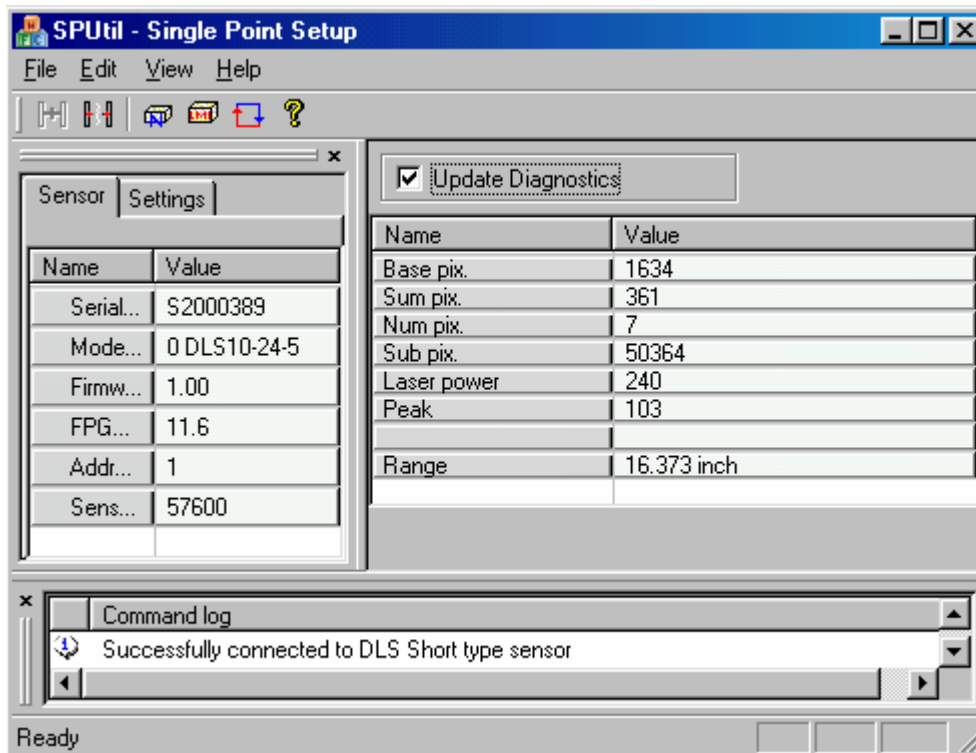 SPUtil - Single Point Setup
File Edit View Help
Sensor Settings
Name Value
Serial... S2000389
Mode... 0 DLS10-24-5
Firmw... 1.00
FPG... 11.6
Addr... 1
Sens... 57600
Update Diagnostics
Name Value
Base pix. 1634
Sum pix. 361
Num pix. 7
Sub pix. 50364
Laser power 240
Peak 103
Range 16.373 inch
Command log
Successfully connected to DLS Short type sensor
Ready